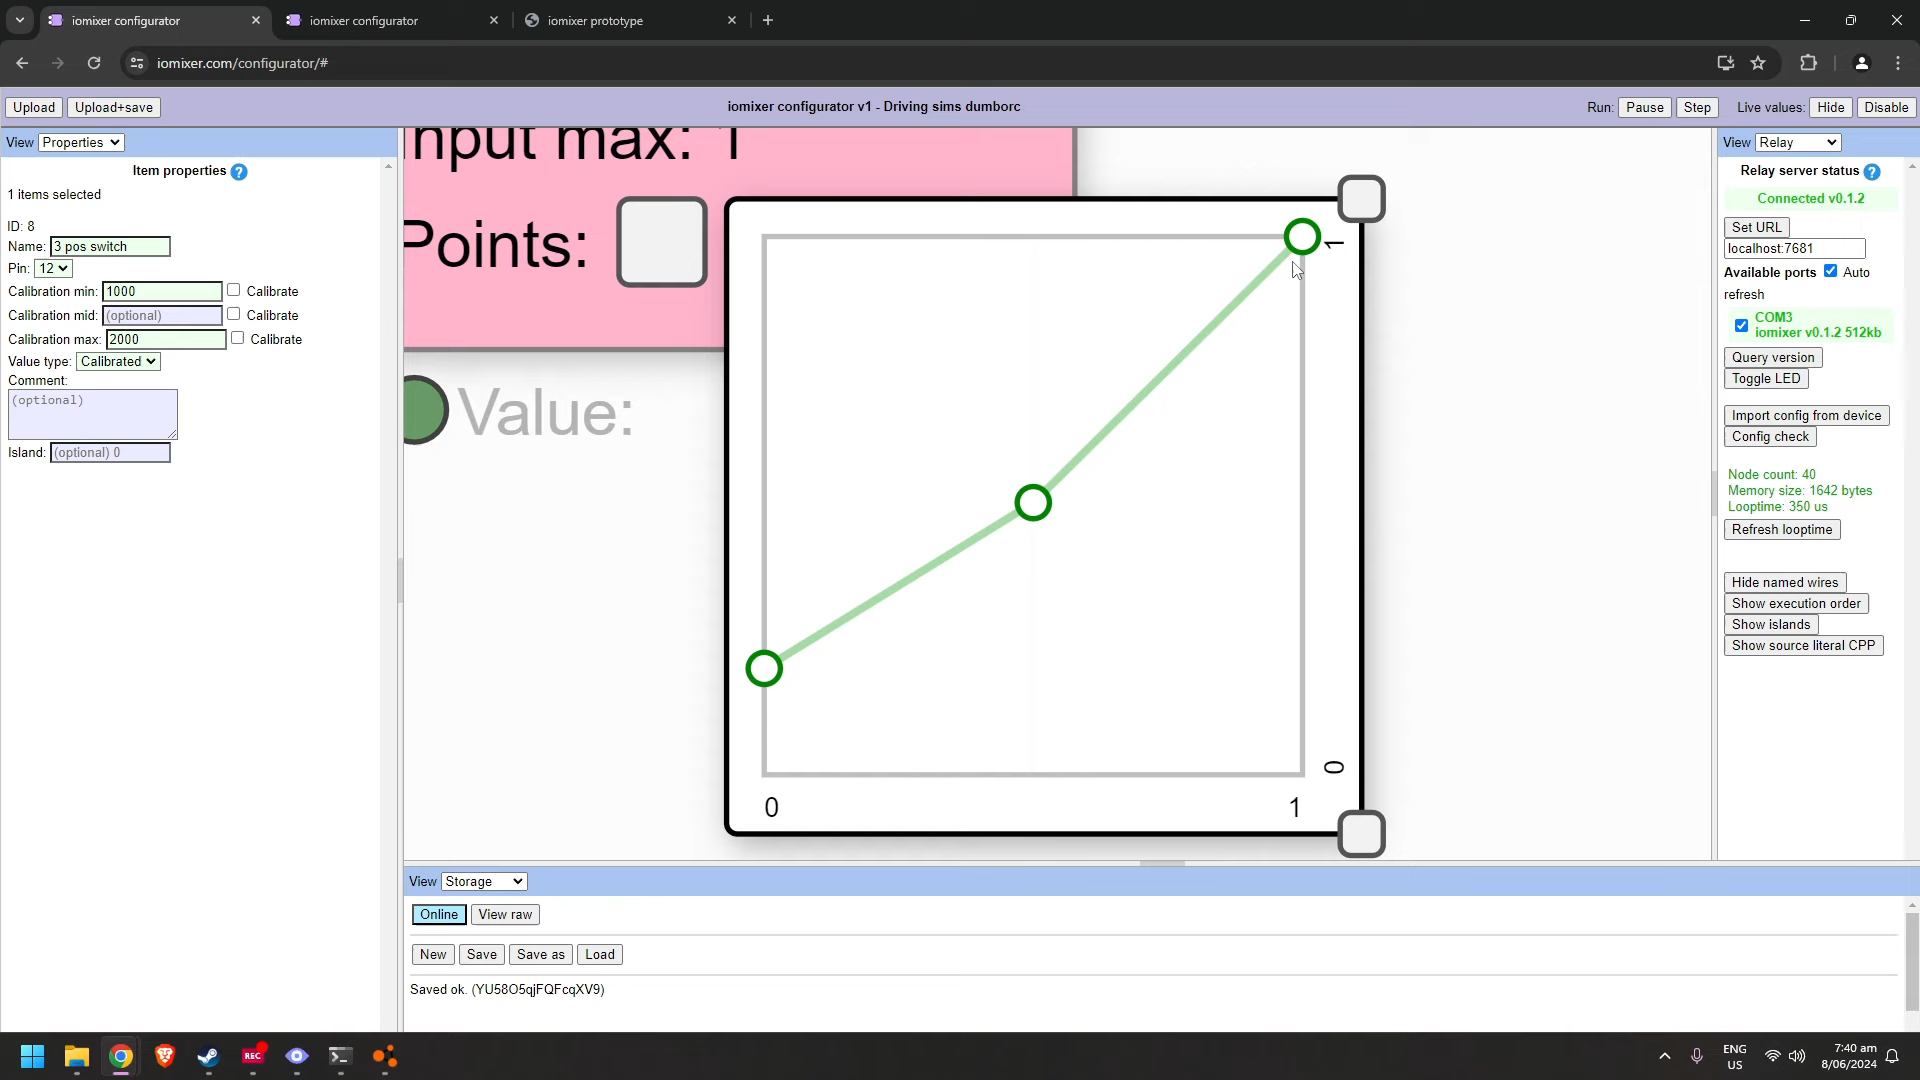 iomixer configurator
iomixer configurator
iomixer prototype
iomixer.com/configurator/#
Upload
Upload+save
iomixer configurator v1 - Driving sims dumborc
Run: Pause Step Live values: Hide Disable
View Properties
Item properties ?
1 items selected
ID: 8
Name: 3 pos switch
Pin: 12
Calibration min: 1000 Calibrate
Calibration mid: (optional) Calibrate
Calibration max: 2000 Calibrate
Value type: Calibrated
Comment:
(optional)
Island: (optional) 0
Input max: 1
Points:
Value:
1
0
0 1
View Relay
Relay server status ?
Connected v0.1.2
Set URL
localhost:7681
Available ports Auto
refresh
COM3
iomixer v0.1.2 512kb
Query version
Toggle LED
Import config from device
Config check
Node count: 40
Memory size: 1642 bytes
Looptime: 350 us
Refresh looptime
Hide named wires
Show execution order
Show islands
Show source literal CPP
View Storage
Online View raw
New Save Save as Load
Saved ok. (YU58O5qjFQFcqXV9)
REC
ENG
US
7:40 am
8/06/2024